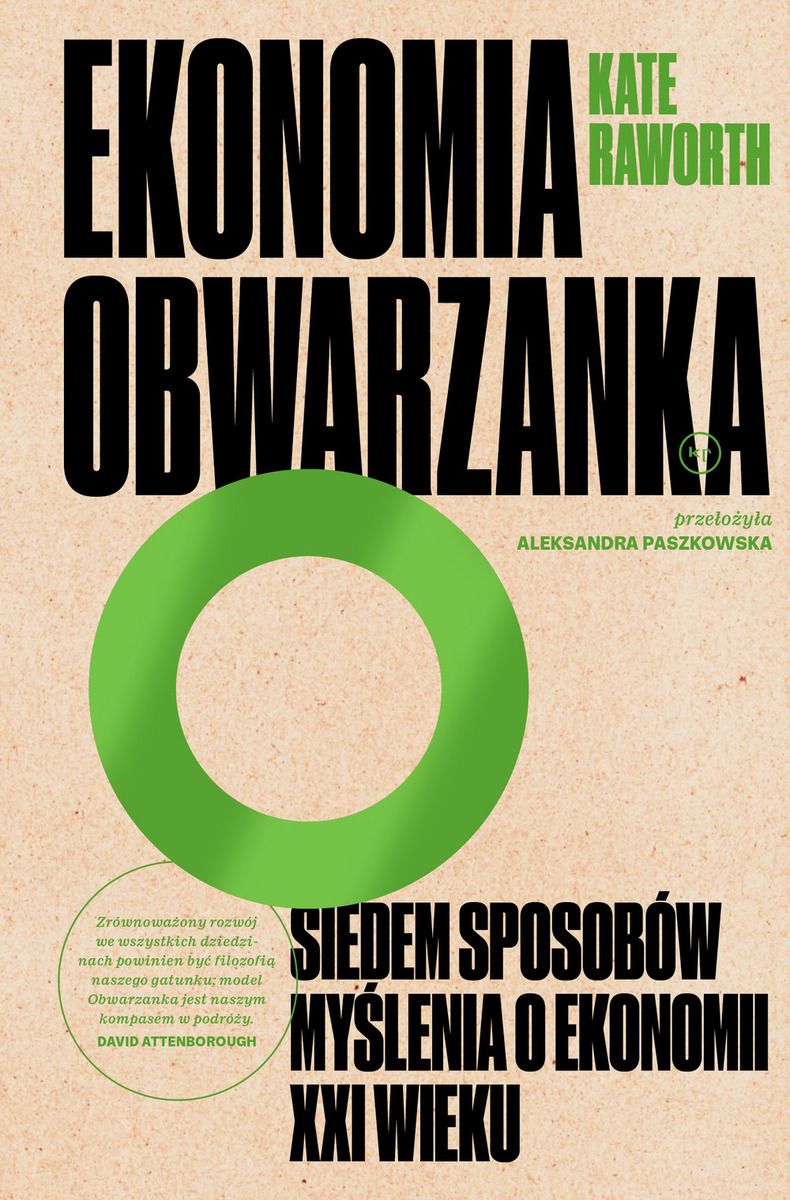 EKONOMIA
KATE
RAWORTH
OBWARZANKA
kr
przełożyła
ALEKSANDRA PASZKOWSKA
Zrównoważony rozwój
we wszystkich dziedzi-
nach powinien być filozofią
naszego gatunku; model
Obwarzanka jest naszym
kompasem w podróży.
DAVID ATTENBOROUGH
SIEDEM SPOSOBÓW
MYŚLENIA O EKONOMII
XXI WIEKU